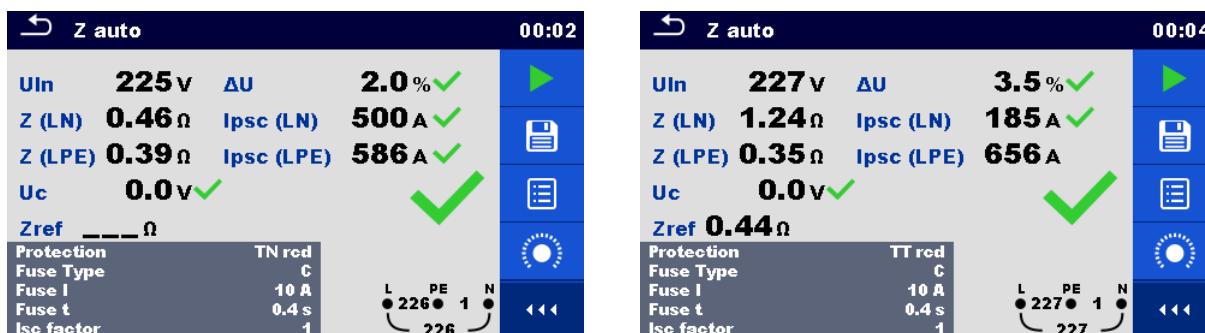 Z auto 00:02
Uln 225 V ΔU 2.0 %
Z (LN) 0.46 Ω Ipsc (LN) 500 A
Z (LPE) 0.39 Ω Ipsc (LPE) 586 A
Uc 0.0 V
Zref ___ Ω
Protection TN rcd
Fuse Type C
Fuse I 10 A
Fuse t 0.4 s
Isc factor 1
L PE N
226 1
226
Z auto 00:04
Uln 227 V ΔU 3.5 %
Z (LN) 1.24 Ω Ipsc (LN) 185 A
Z (LPE) 0.35 Ω Ipsc (LPE) 656 A
Uc 0.0 V
Zref 0.44 Ω
Protection TT rcd
Fuse Type C
Fuse I 10 A
Fuse t 0.4 s
Isc factor 1
L PE N
227 1
227